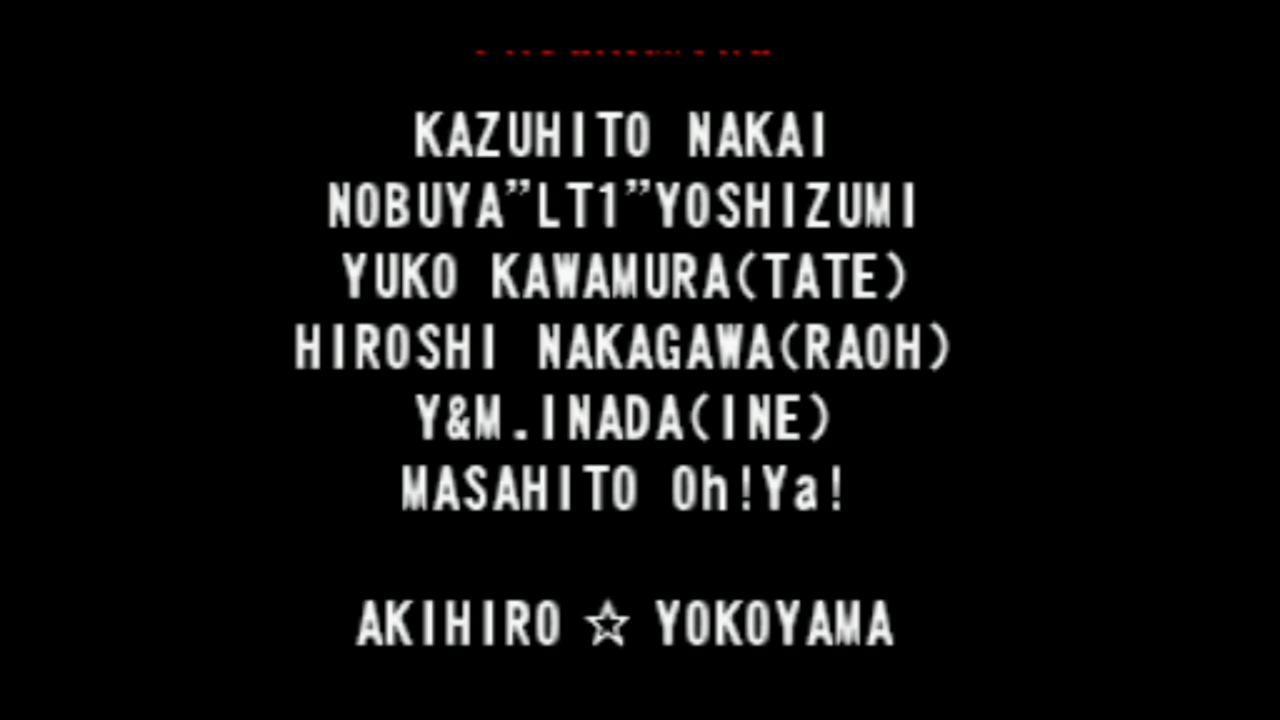 KAZUHITO NAKAI
NOBUYA”LT1”YOSHIZUMI
YUKO KAWAMURA(TATE)
HIROSHI NAKAGAWA(RAOH)
Y&M.INADA(INE)
MASAHITO Oh!Ya!
AKIHIRO ☆ YOKOYAMA